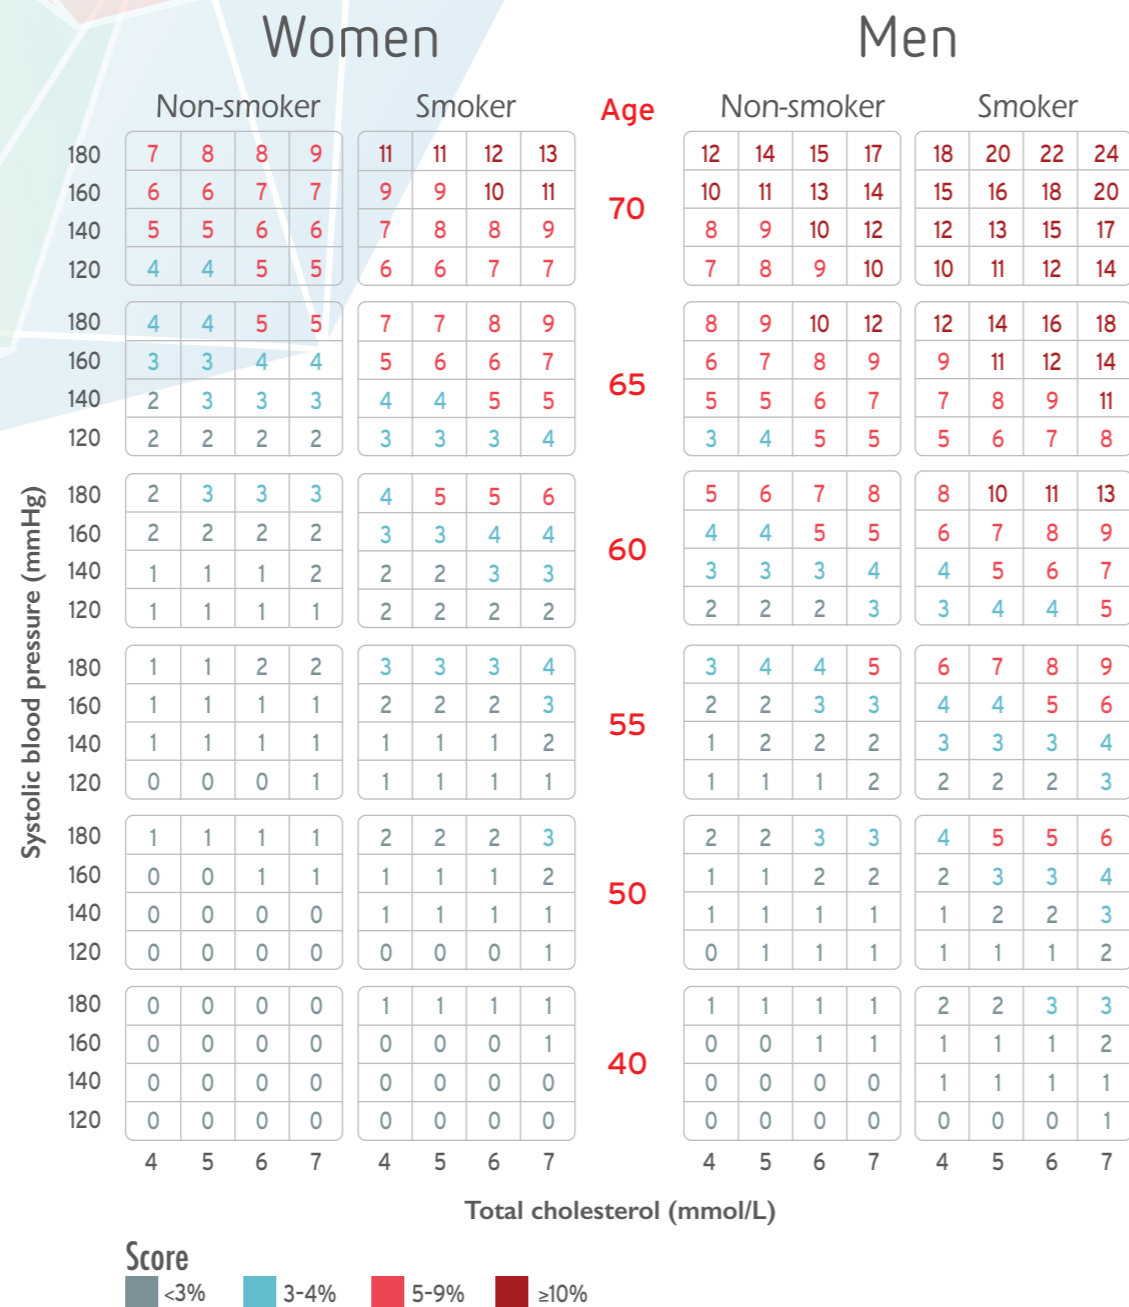 Women Men
Non-smoker Smoker Age Non-smoker Smoker
180 7 8 8 9 11 11 12 13 12 14 15 17 18 20 22 24
160 6 6 7 7 9 9 10 11 10 11 13 14 15 16 18 20
70
140 5 5 6 6 7 8 8 9 8 9 10 12 12 13 15 17
120 4 4 5 5 6 6 7 7 7 8 9 10 10 11 12 14
180 4 4 5 5 7 7 8 9 8 9 10 12 12 14 16 18
160 3 3 4 4 5 6 6 7 6 7 8 9 9 11 12 14
65
140 2 3 3 3 4 4 5 5 5 5 6 7 7 8 9 11
120 2 2 2 2 3 3 3 4 3 4 5 5 5 6 7 8
180 2 3 3 3 4 5 5 6 5 6 7 8 8 10 11 13
160 2 2 2 2 3 3 4 4 4 4 5 5 6 7 8 9
60
140 1 1 1 2 2 2 3 3 3 3 3 4 4 5 6 7
120 1 1 1 1 2 2 2 2 2 2 2 3 3 4 4 5
180 1 1 2 2 3 3 3 4 3 4 4 5 6 7 8 9
160 1 1 1 1 2 2 2 3 2 2 3 3 4 4 5 6
55
140 1 1 1 1 1 1 1 2 1 2 2 2 3 3 3 4
120 0 0 0 1 1 1 1 1 1 1 1 2 2 2 2 3
180 1 1 1 1 2 2 2 3 2 2 3 3 4 5 5 6
160 0 0 1 1 1 1 1 2 1 1 2 2 2 3 3 4
50
140 0 0 0 0 1 1 1 1 1 1 1 1 1 2 2 3
120 0 0 0 0 0 0 0 1 0 1 1 1 1 1 1 2
180 0 0 0 0 1 1 1 1 1 1 1 1 2 2 3 3
160 0 0 0 0 0 0 0 1 0 0 1 1 1 1 1 2
40
140 0 0 0 0 0 0 0 0 0 0 0 0 1 1 1 1
120 0 0 0 0 0 0 0 0 0 0 0 0 0 0 0 1
4 5 6 7 4 5 6 7 4 5 6 7 4 5 6 7
Systolic blood pressure (mmHg)
Total cholesterol (mmol/L)
Score
<3% 3-4% 5-9% ≥10%